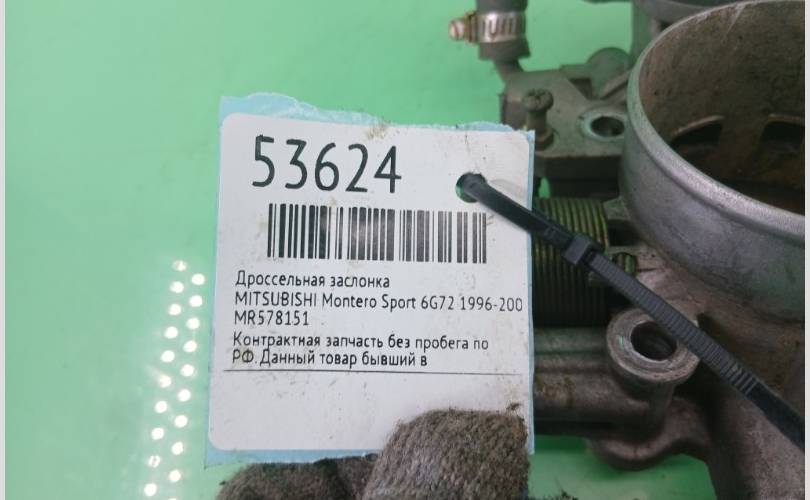 53624
Дроссельная заслонка
MITSUBISHI Montero Sport 6G72 1996-200
MR578151
Контрактная запчасть без пробега по
РФ.Данный товар бывший в